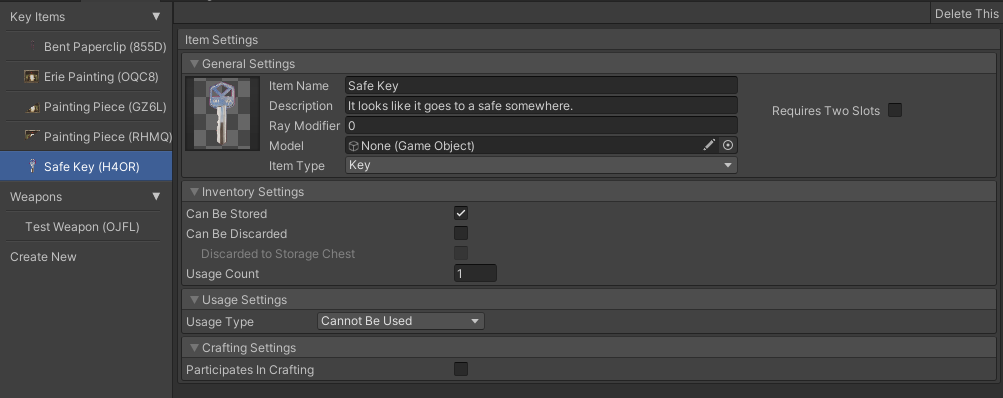 Key Items
Delete This
Bent Paperclip (855D)
Erie Painting (OQC8)
Painting Piece (GZ6L)
Painting Piece (RHMQ)
Safe Key (H4OR)
Weapons
Test Weapon (OJFL)
Create New
Item Settings
General Settings
Item Name Safe Key
Description It looks like it goes to a safe somewhere.
Requires Two Slots
Ray Modifier 0
Model None (Game Object)
Item Type Key
Inventory Settings
Can Be Stored
Can Be Discarded
Discarded to Storage Chest
Usage Count 1
Usage Settings
Usage Type Cannot Be Used
Crafting Settings
Participates In Crafting